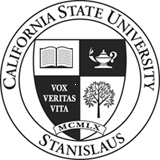 CALIFORNIA STATE UNIVERSITY
VOX
VERITAS
VITA
MCMLX
STANISLAUS